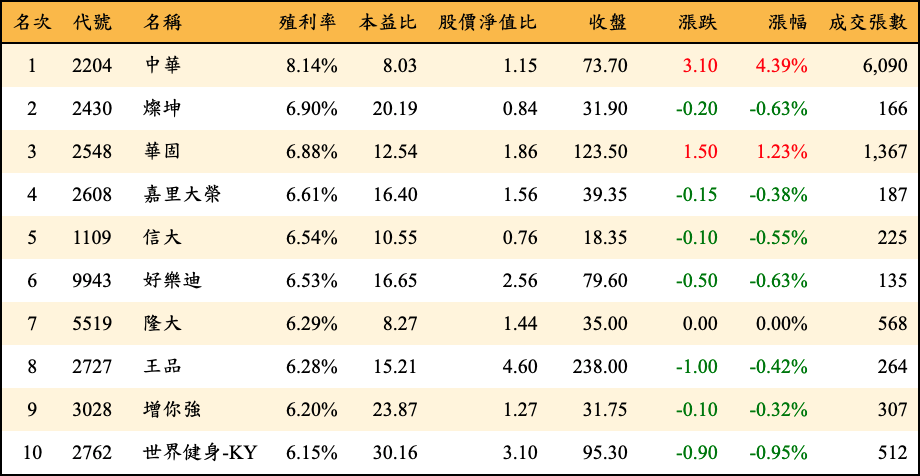 名次 代號 名稱 殖利率 本益比 股價淨值比 收盤 漲跌 漲幅 成交張數
1 2204 中華 8.14% 8.03 1.15 73.70 3.10 4.39% 6,090
2 2430 燦坤 6.90% 20.19 0.84 31.90 -0.20 -0.63% 166
3 2548 華固 6.88% 12.54 1.86 123.50 1.50 1.23% 1,367
4 2608 嘉里大榮 6.61% 16.40 1.56 39.35 -0.15 -0.38% 187
5 1109 信大 6.54% 10.55 0.76 18.35 -0.10 -0.55% 225
6 9943 好樂迪 6.53% 16.65 2.56 79.60 -0.50 -0.63% 135
7 5519 隆大 6.29% 8.27 1.44 35.00 0.00 0.00% 568
8 2727 王品 6.28% 15.21 4.60 238.00 -1.00 -0.42% 264
9 3028 增你強 6.20% 23.87 1.27 31.75 -0.10 -0.32% 307
10 2762 世界健身-KY 6.15% 30.16 3.10 95.30 -0.90 -0.95% 512